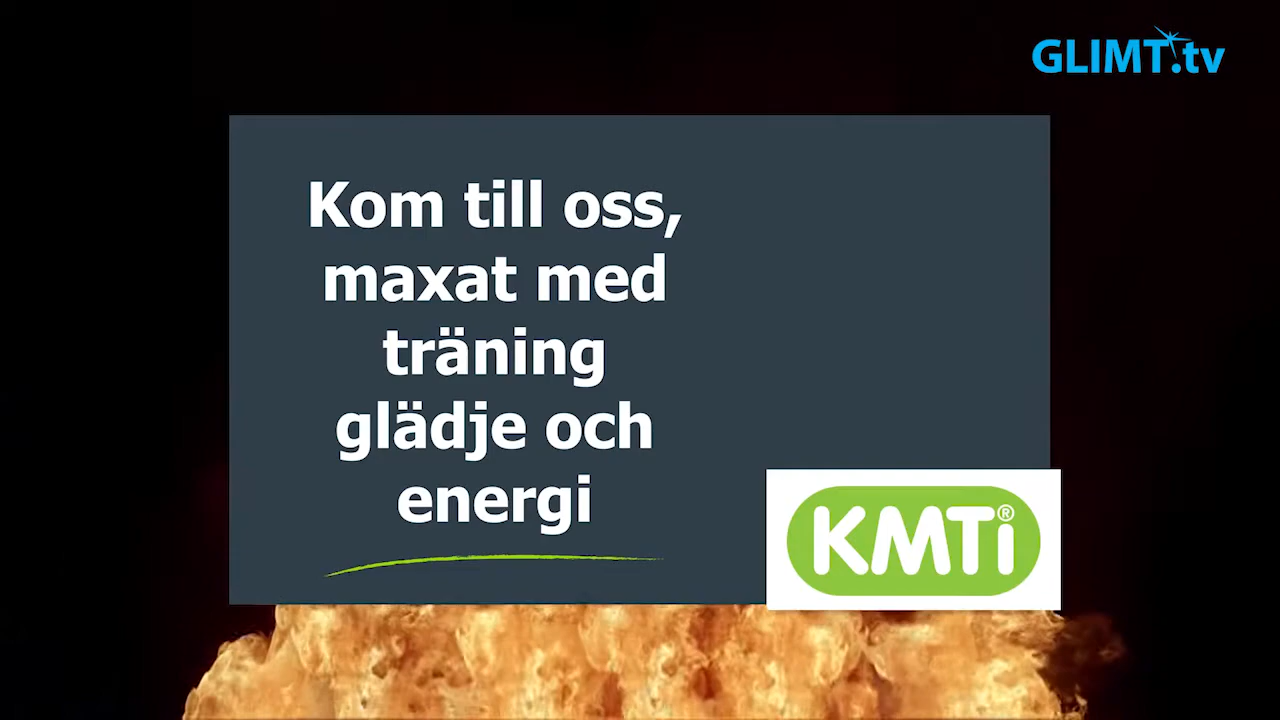 GLIMT.tv
Kom till oss,
maxat med
träning
glädje och
energi
KMTi®